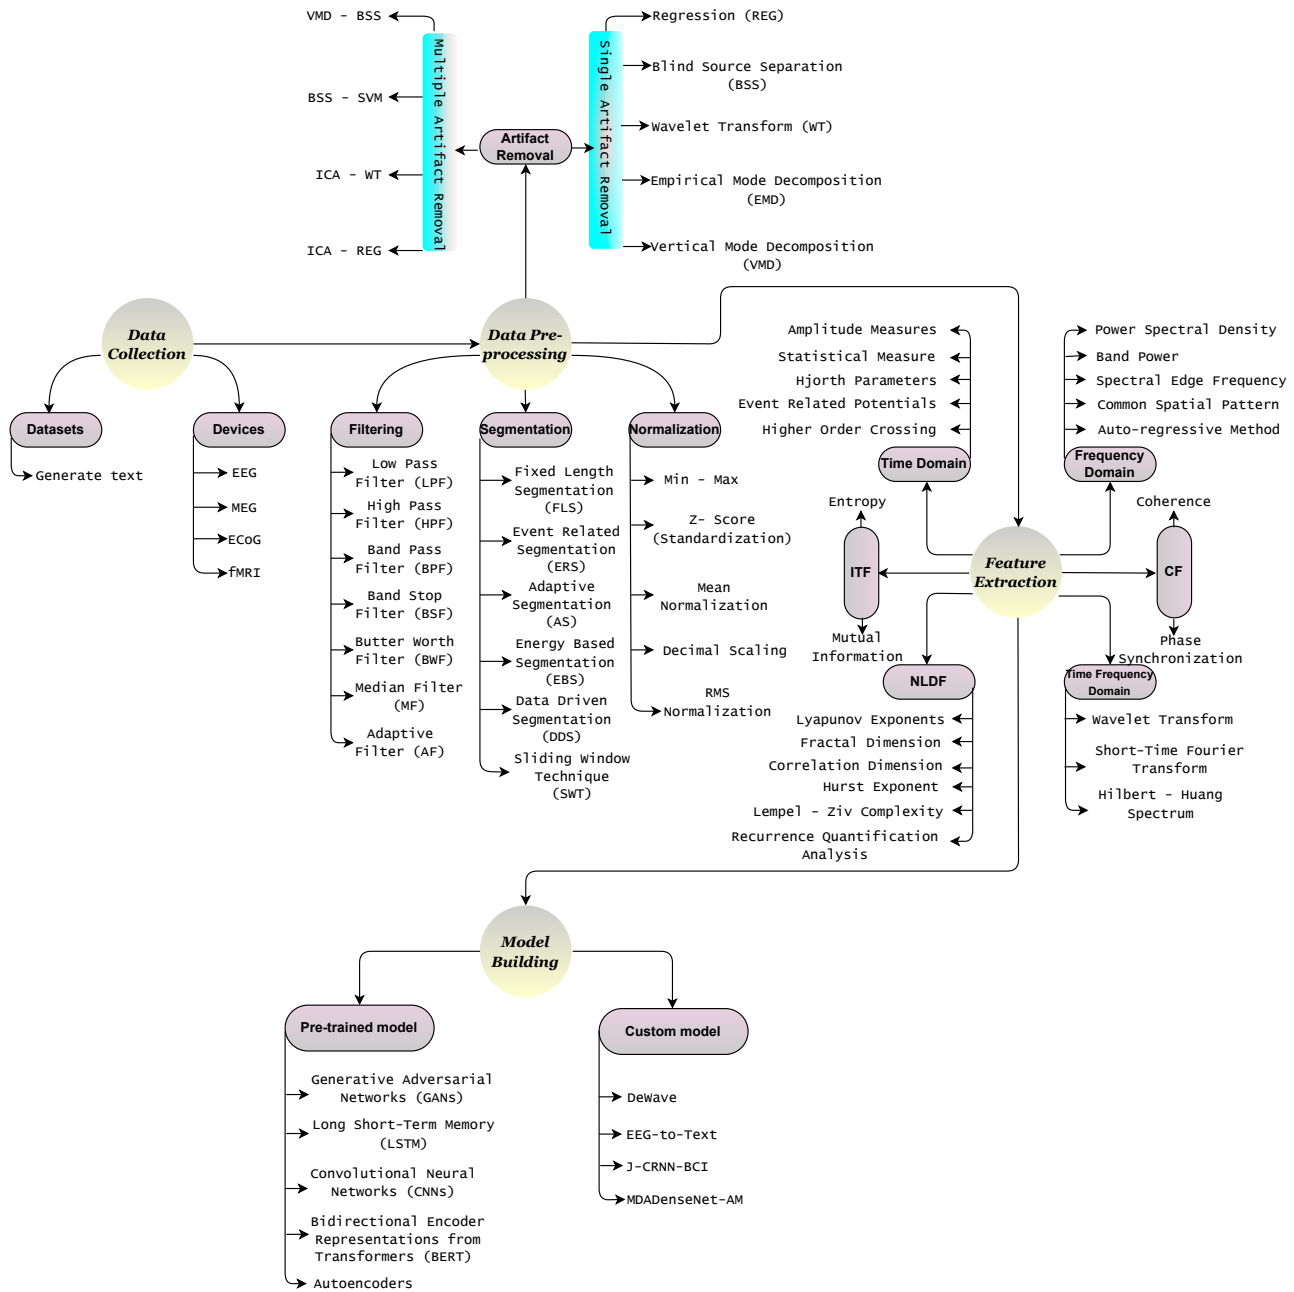 VMD - BSS
BSS - SVM
ICA - WT
ICA - REG
Multiple Artifact Removal
Artifact
Removal
Single Artifact Removal
Regression (REG)
Blind Source Separation
(BSS)
Wavelet Transform (WT)
Empirical Mode Decomposition
(EMD)
Vertical Mode Decomposition
(VMD)
Data
Collection
Datasets
Generate text
Devices
EEG
MEG
ECoG
fMRI
Data Pre-
processing
Filtering
Low Pass
Filter (LPF)
High Pass
Filter (HPF)
Band Pass
Filter (BPF)
Band Stop
Filter (BSF)
Butter Worth
Filter (BWF)
Median Filter
(MF)
Adaptive
Filter (AF)
Segmentation
Fixed Length
Segmentation
(FLS)
Event Related
Segmentation
(ERS)
Adaptive
Segmentation
(AS)
Energy Based
Segmentation
(EBS)
Data Driven
Segmentation
(DDS)
Sliding Window
Technique
(SWT)
Normalization
Min - Max
Z- Score
(Standardization)
Mean
Normalization
Decimal Scaling
RMS
Normalization
Amplitude Measures
Statistical Measure
Hjorth Parameters
Event Related Potentials
Higher Order Crossing
Time Domain
Power Spectral Density
Band Power
Spectral Edge Frequency
Common Spatial Pattern
Auto-regressive Method
Frequency
Domain
Entropy
ITF
Mutual
Information
Feature
Extraction
Coherence
CF
Phase
Synchronization
NLDF
Lyapunov Exponents
Fractal Dimension
Correlation Dimension
Hurst Exponent
Lempel - Ziv Complexity
Recurrence Quantification
Analysis
Time Frequency
Domain
Wavelet Transform
Short-Time Fourier
Transform
Hilbert - Huang
Spectrum
Model
Building
Pre-trained model
Generative Adversarial
Networks (GANs)
Long Short-Term Memory
(LSTM)
Convolutional Neural
Networks (CNNs)
Bidirectional Encoder
Representations from
Transformers (BERT)
Autoencoders
Custom model
DeWave
EEG-to-Text
J-CRNN-BCI
MDADenseNet-AM